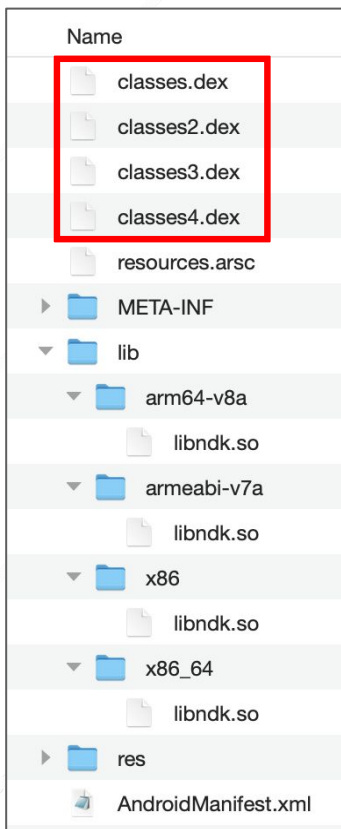 Name
classes.dex
classes2.dex
classes3.dex
classes4.dex
resources.arsc
META-INF
lib
arm64-v8a
libndk.so
armeabi-v7a
libndk.so
x86
libndk.so
x86_64
libndk.so
res
AndroidManifest.xml